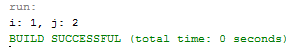 run:
i: 1, j: 2
BUILD SUCCESSFUL (total time: 0 seconds)